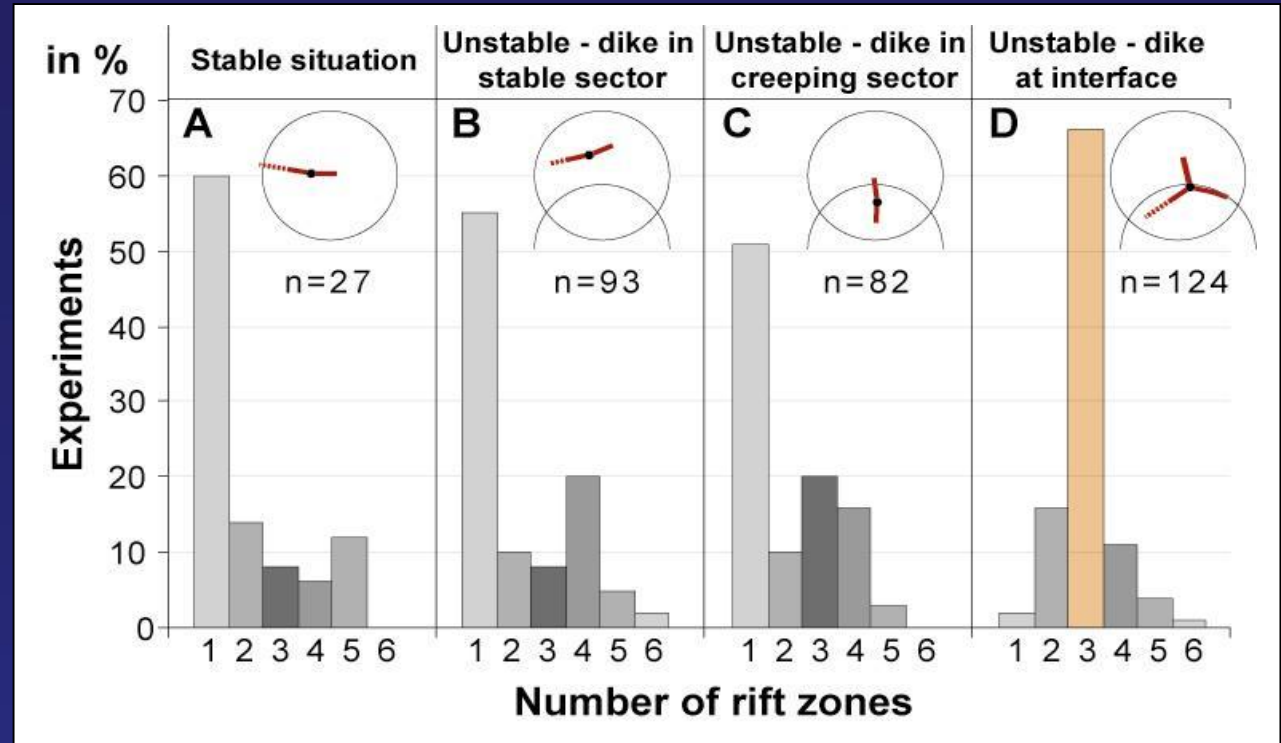 in %
Stable situation
Unstable - dike in
stable sector
Unstable - dike in
creeping sector
Unstable - dike
at interface
A
B
C
D
n=27
n=93
n=82
n=124
Experiments
70
60
50
40
30
20
10
0
1 2 3 4 5 6
1 2 3 4 5 6
1 2 3 4 5 6
1 2 3 4 5 6
Number of rift zones